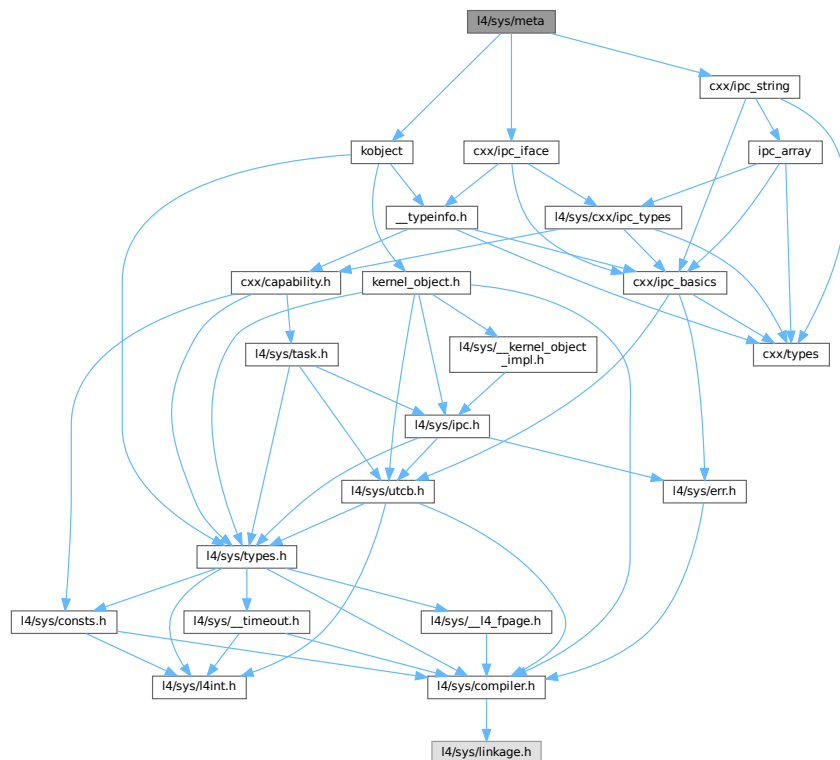 l4/sys/meta
cxx/ipc_string
kobject
cxx/ipc_iface
ipc_array
__typeinfo.h
l4/sys/cxx/ipc_types
cxx/capability.h
kernel_object.h
cxx/ipc_basics
l4/sys/task.h
l4/sys/__kernel_object
_impl.h
cxx/types
l4/sys/ipc.h
l4/sys/utcb.h
l4/sys/err.h
l4/sys/types.h
l4/sys/consts.h
l4/sys/__timeout.h
l4/sys/__l4_fpage.h
l4/sys/l4int.h
l4/sys/compiler.h
l4/sys/linkage.h